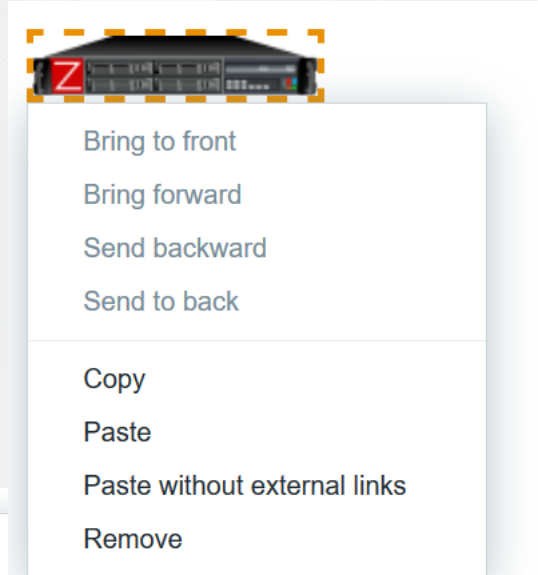 Z
Bring to front
Bring forward
Send backward
Send to back
Copy
Paste
Paste without external links
Remove